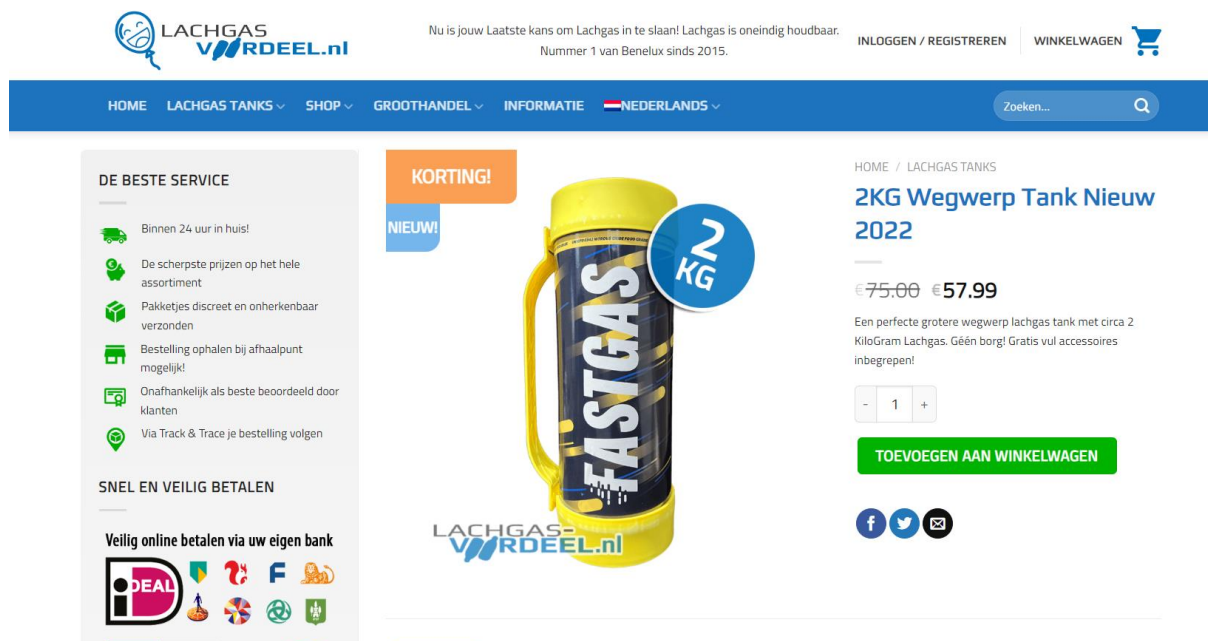 LACHGAS
VOORDEEL.nl
Nu is jouw Laatste kans om Lachgas in te slaan! Lachgas is oneindig houdbaar.
Nummer 1 van Benelux sinds 2015.
INLOGGEN / REGISTREREN
WINKELWAGEN
HOME
LACHGAS TANKS
SHOP
GROOTHANDEL
INFORMATIE
NEDERLANDS
Zoeken...
DE BESTE SERVICE
Binnen 24 uur in huis!
De scherpste prijzen op het hele
assortiment
Pakketjes discreet en onherkenbaar
verzonden
Bestelling ophalen bij afhaalpunt
mogelijk!
Onafhankelijk als beste beoordeeld door
klanten
Via Track & Trace je bestelling volgen
SNEL EN VEILIG BETALEN
Veilig online betalen via uw eigen bank
iDEAL
KORTING!
NIEUW!
2
KG
FASTGAS
LACHGAS-
VOORDEEL.nl
HOME / LACHGAS TANKS
2KG Wegwerp Tank Nieuw
2022
€75.00 €57.99
Een perfecte grotere wegwerp lachgas tank met circa 2
KiloGram Lachgas. Géén borg! Gratis vul accessoires
inbegrepen!
- 1 +
TOEVOEGEN AAN WINKELWAGEN